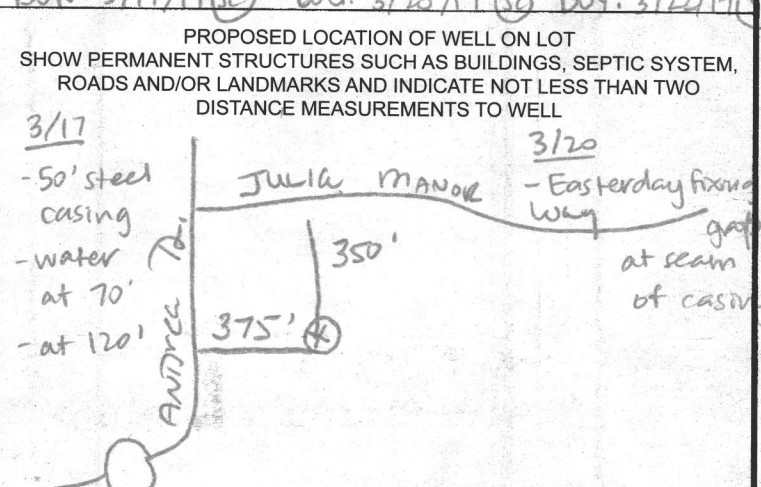 PROPOSED LOCATION OF WELL ON LOT
SHOW PERMANENT STRUCTURES SUCH AS BUILDINGS, SEPTIC SYSTEM,
ROADS AND/OR LANDMARKS AND INDICATE NOT LESS THAN TWO
DISTANCE MEASUREMENTS TO WELL
3/17
- 50' steel
casing
- water
at 70'
- at 120'
JULIA MANOR
WAY
3/20
- Easterday fixing
at seam
of
350'
375'
ANDREA